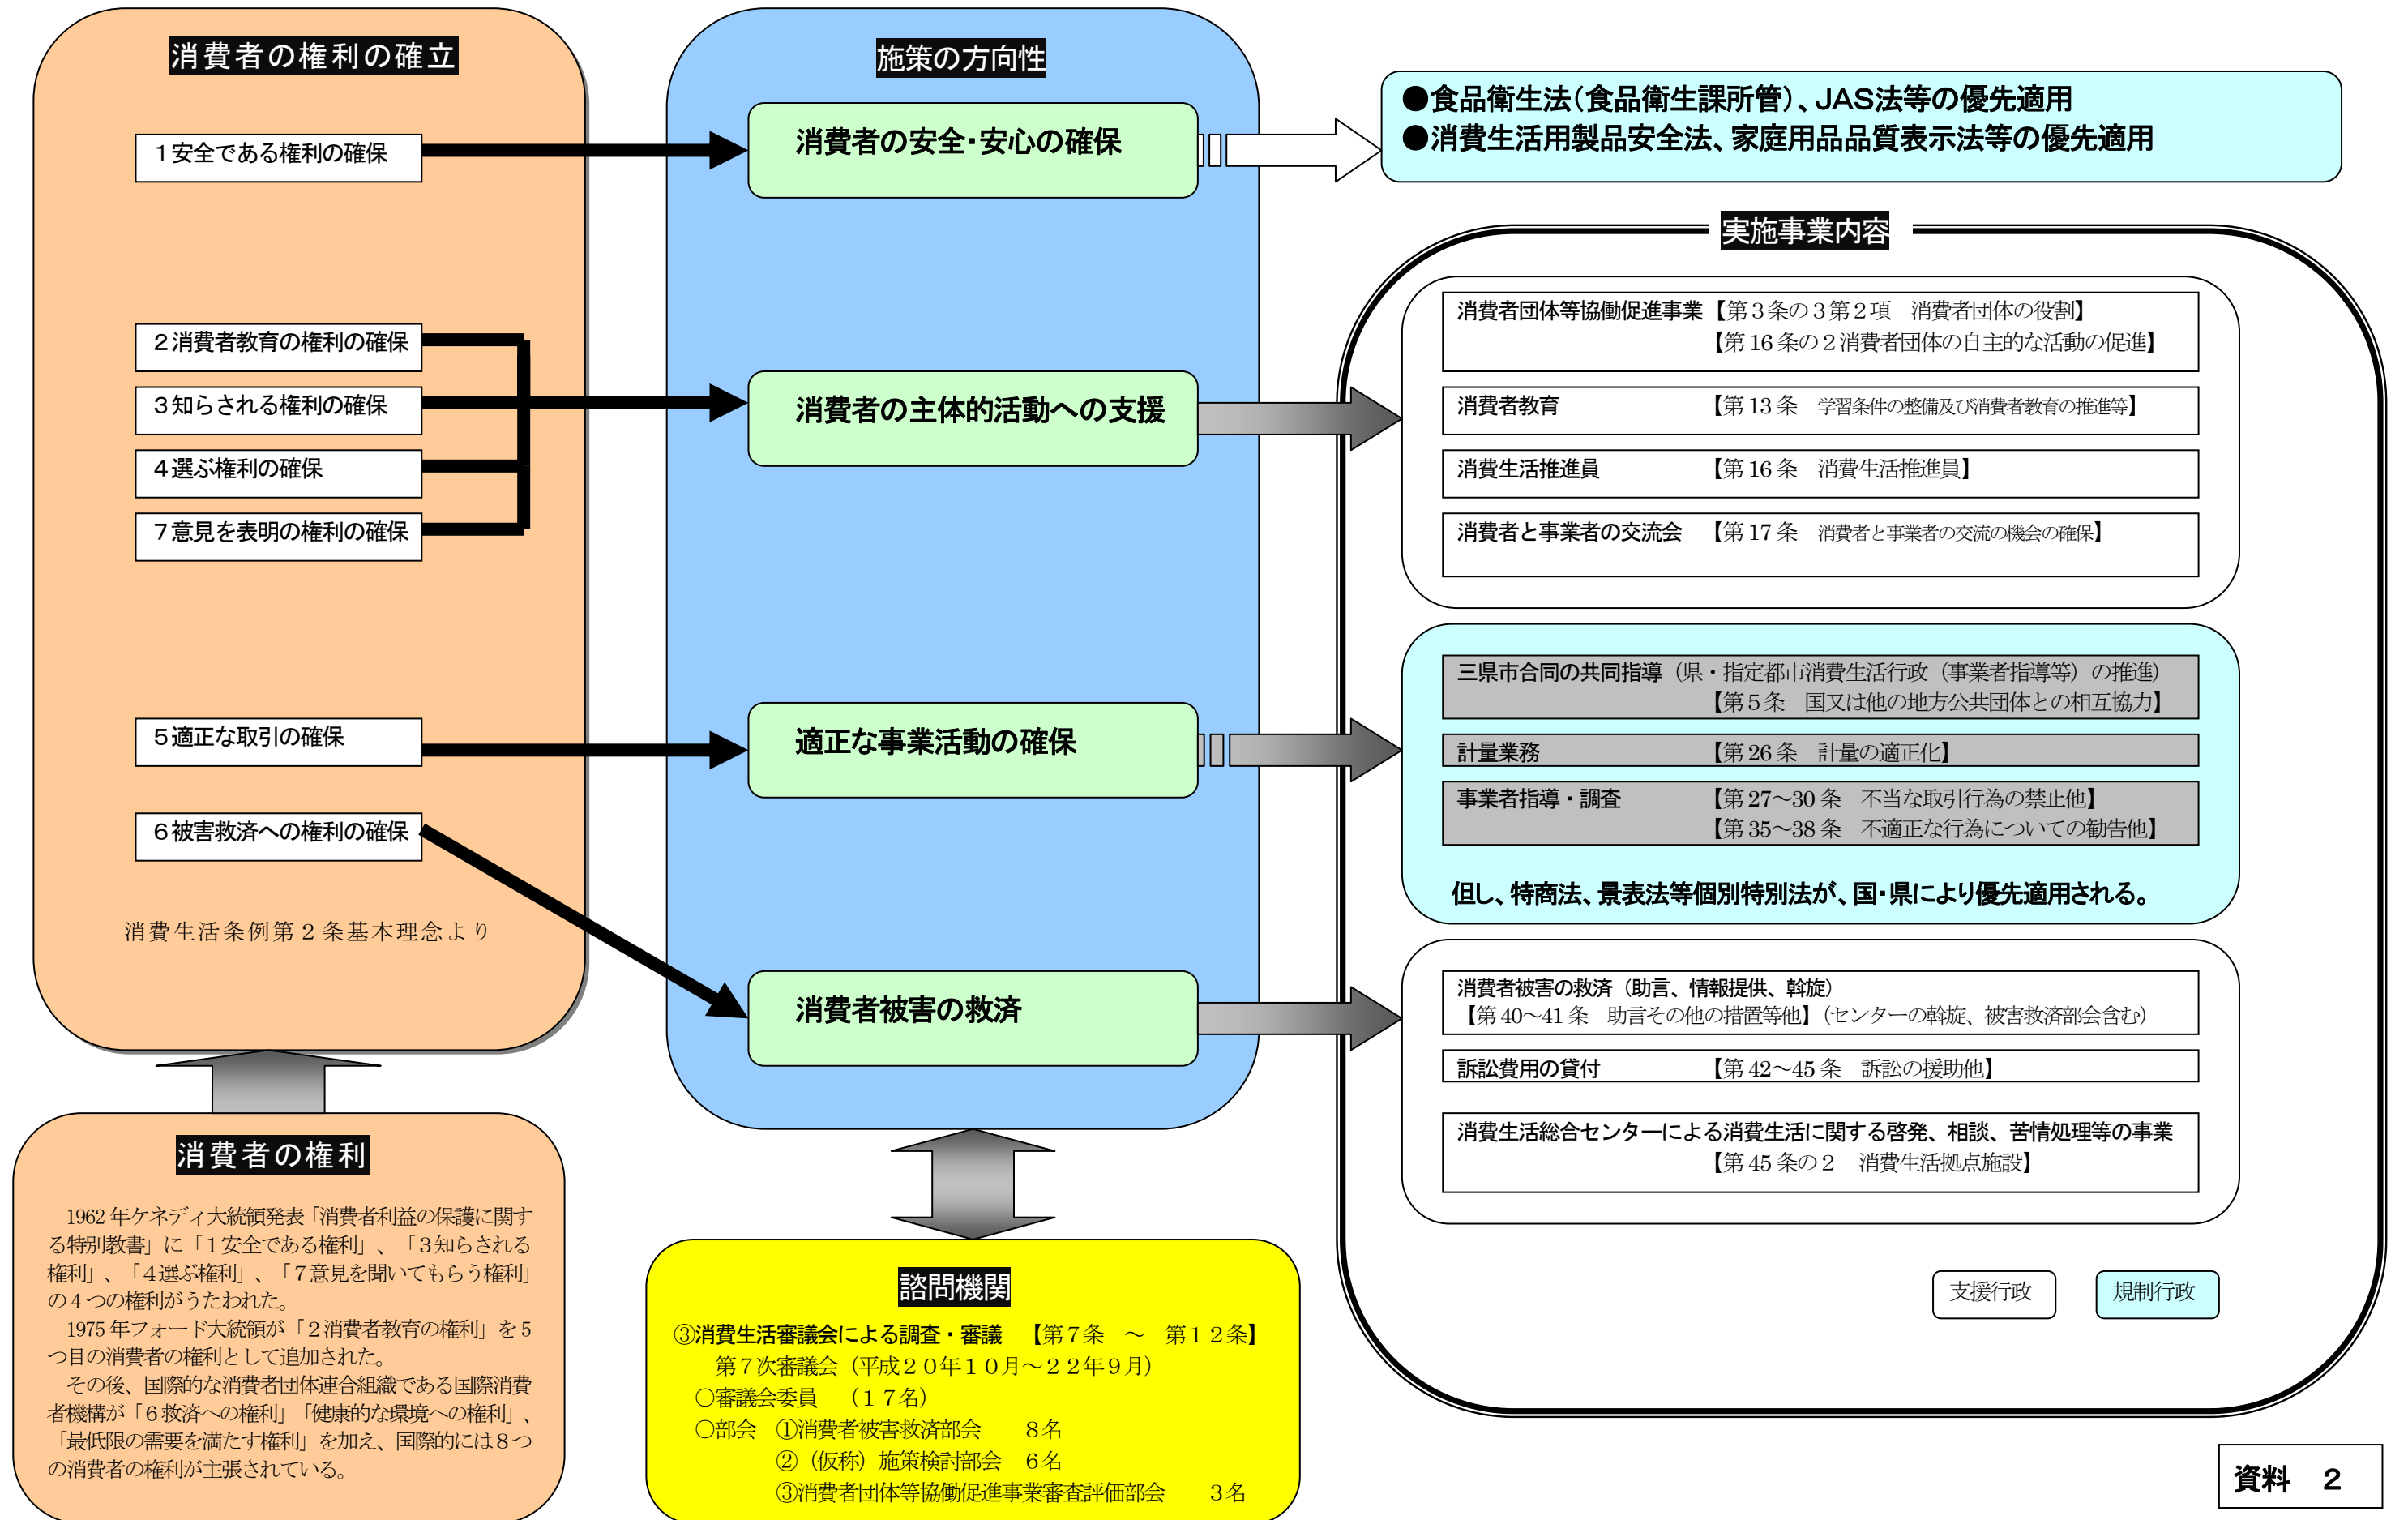 消費者の権利の確立
1安全である権利の確保
2消費者教育の権利の確保
3知らされる権利の確保
4選ぶ権利の確保
7意見を表明の権利の確保
5適正な取引の確保
6被害救済への権利の確保
消費生活条例第2条基本理念より
消費者の権利
1962年ケネディ大統領発表「消費者利益の保護に関す
る特別教書」に「1安全である権利」、「3知らされる
権利」、「4選ぶ権利」、「7意見を聞いてもらう権利」
の4つの権利がうたわれた。
1975年フォード大統領が「2消費者教育の権利」を5
つ目の消費者の権利として追加された。
その後、国際的な消費者団体連合組織である国際消費
者機構が「6救済への権利」「健康的な環境への権利」、
「最低限の需要を満たす権利」を加え、国際的には8つ
の消費者の権利が主張されている。
施策の方向性
消費者の安全・安心の確保
消費者の主体的活動への支援
適正な事業活動の確保
消費者被害の救済
諮問機関
③消費生活審議会による調査・審議 【第7条 ～ 第12条】
第7次審議会（平成20年10月～22年9月）
○審議会委員 （17名）
○部会 ①消費者被害救済部会 8名
②（仮称）施策検討部会 6名
③消費者団体等協働促進事業審査評価部会 3名
●食品衛生法（食品衛生課所管）、JAS法等の優先適用
●消費生活用製品安全法、家庭用品品質表示法等の優先適用
実施事業内容
消費者団体等協働促進事業【第3条の3第2項 消費者団体の役割】
【第16条の2消費者団体の自主的な活動の促進】
消費者教育 【第13条 学習条件の整備及び消費者教育の推進等】
消費生活推進員 【第16条 消費生活推進員】
消費者と事業者の交流会 【第17条 消費者と事業者の交流の機会の確保】
三県市合同の共同指導（県・指定都市消費生活行政（事業者指導等）の推進）
【第5条 国又は他の地方公共団体との相互協力】
計量業務 【第26条 計量の適正化】
事業者指導・調査 【第27～30条 不当な取引行為の禁止他】
【第35～38条 不適正な行為についての勧告他】
但し、特商法、景表法等個別特別法が、国・県により優先適用される。
消費者被害の救済（助言、情報提供、斡旋）
【第40～41条 助言その他の措置等他】（センターの斡旋、被害救済部会含む）
訴訟費用の貸付 【第42～45条 訴訟の援助他】
消費生活総合センターによる消費生活に関する啓発、相談、苦情処理等の事業
【第45条の2 消費生活拠点施設】
支援行政
規制行政
資料 2